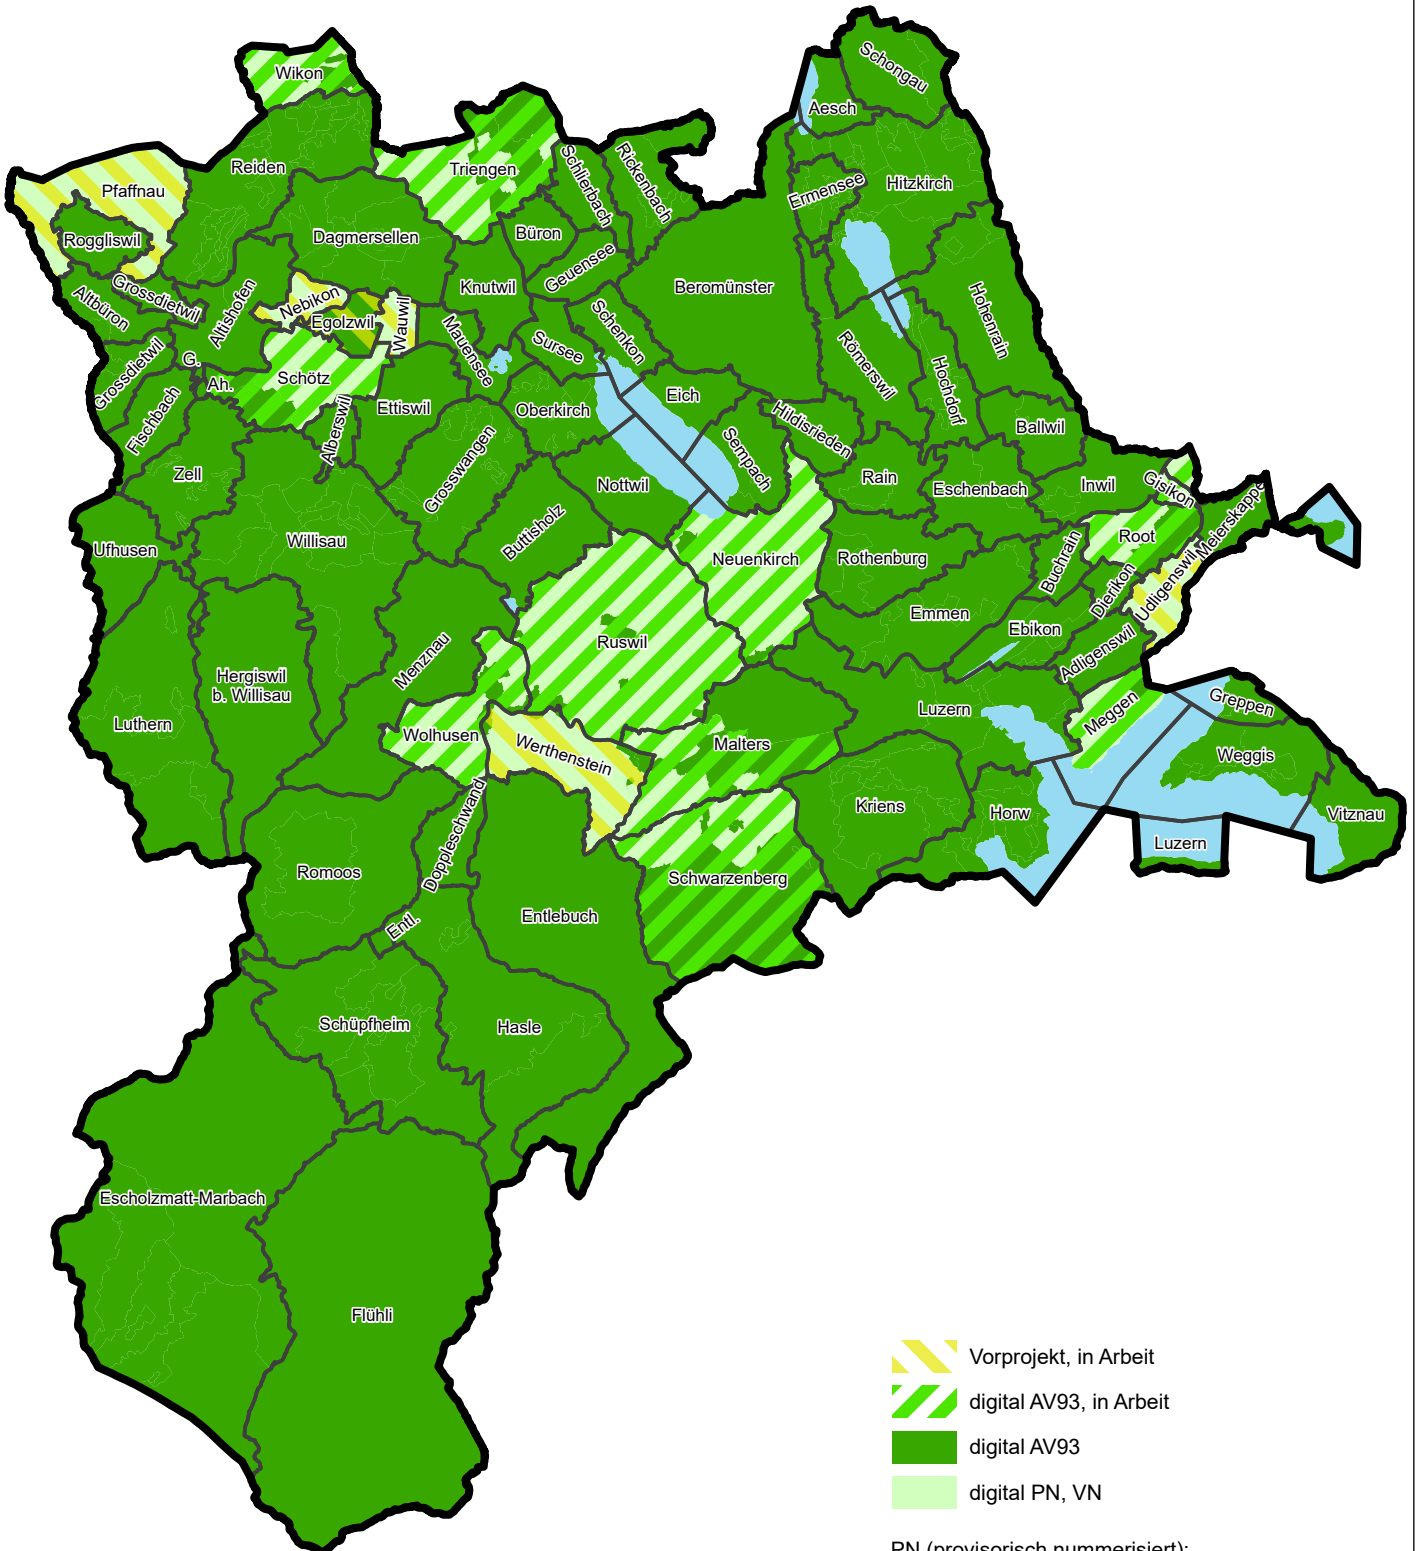 Schongau
Wikon
Aesch
Reiden
Triengen
Schlierbach
Rickenbach
Pfaffnau
Ermensee
Hitzkirch
Roggliswil
Dagmersellen
Büron
Geuensee
Knutwil
Beromünster
Grossdietwil
Altbüron
Altishofen
Nebikon
Egolzwil
Wauwil
Mauensee
Sursee
Schenkon
Hohenrain
Römerswil
Hochdorf
Grossdietwil
G.
Ah.
Schötz
Fischbach
Alberswil
Ettiswil
Oberkirch
Eich
Hildisrieden
Ballwil
Zell
Grosswangen
Sempach
Nottwil
Rain
Eschenbach
Inwil
Gisikon
Meierskappel
Ufhusen
Willisau
Buttisholz
Neuenkirch
Rothenburg
Buchrain
Root
Dierikon
Udligenswil
Emmen
Ebikon
Adligenswil
Ruswil
Menznau
Hergiswil
b. Willisau
Luthern
Wolhusen
Werthenstein
Malters
Luzern
Meggen
Greppen
Weggis
Vitznau
Kriens
Horw
Luzern
Doppleschwand
Romoos
Schwarzenberg
Entl.
Entlebuch
Schüpfheim
Hasle
Escholzmatt-Marbach
Flühli
Vorprojekt, in Arbeit
digital AV93, in Arbeit
digital AV93
digital PN, VN
PN (provisorisch nummerisiert):